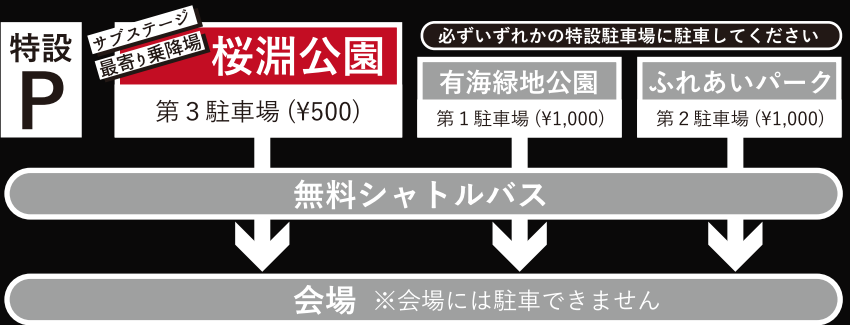 特設
P
サブステージ
最寄り乗降場
桜淵公園
第3駐車場(¥500)
必ずいずれかの特設駐車場に駐車してください
有海緑地公園
第1駐車場(¥1,000)
ふれあいパーク
第2駐車場(¥1,000)
無料シャトルバス
会場 ※会場には駐車できません